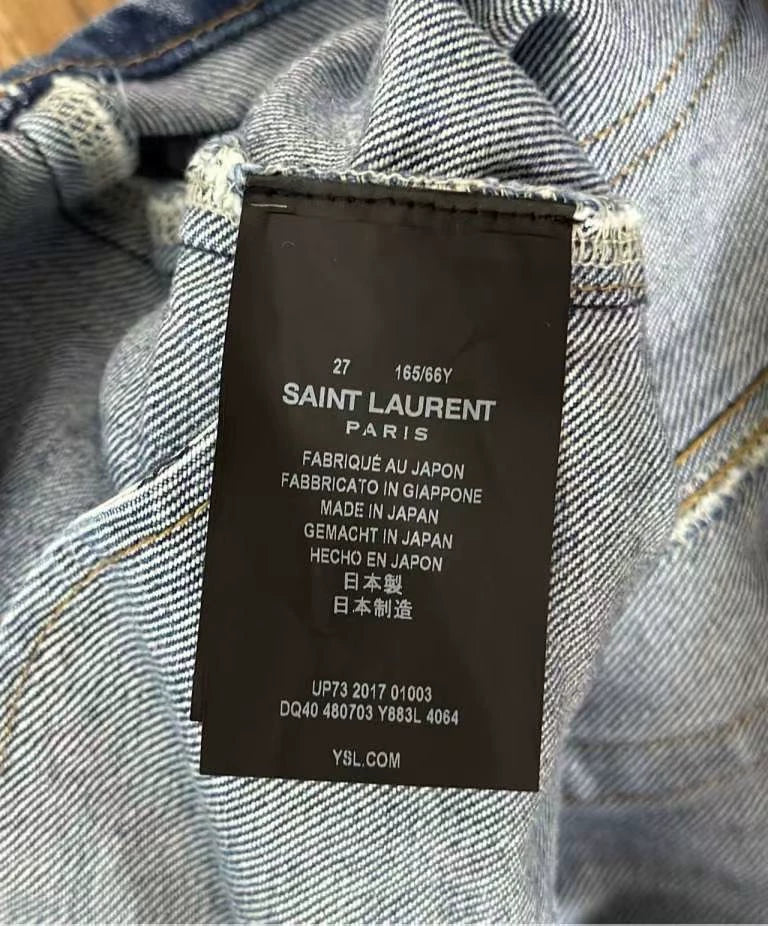 27 165/66Y
SAINT LAURENT
PARIS
FABRIQUÉ AU JAPON
FABBRICATO IN GIAPPONE
MADE IN JAPAN
GEMACHT IN JAPAN
HECHO EN JAPON
日本製
日本制造
UP73 2017 01003
DQ40 480703 Y883L 4064
YSL.COM